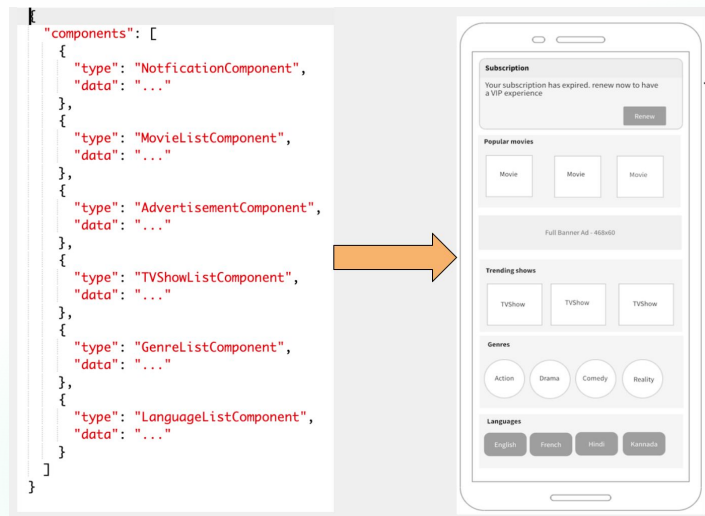 {
"components": [
{
"type": "NotficationComponent",
"data": "..."
},
{
"type": "MovieListComponent",
"data": "..."
},
{
"type": "AdvertisementComponent",
"data": "..."
},
{
"type": "TVShowListComponent",
"data": "..."
},
{
"type": "GenreListComponent",
"data": "..."
},
{
"type": "LanguageListComponent",
"data": "..."
}
]
}
Subscription
Your subscription has expired. renew now to have
a VIP experience
Renew
Popular movies
Movie Movie Movie
Full Banner Ad - 468x60
Trending shows
TVShow TVShow TVShow
Genres
Action Drama Comedy Reality
Languages
English French Hindi Kannada